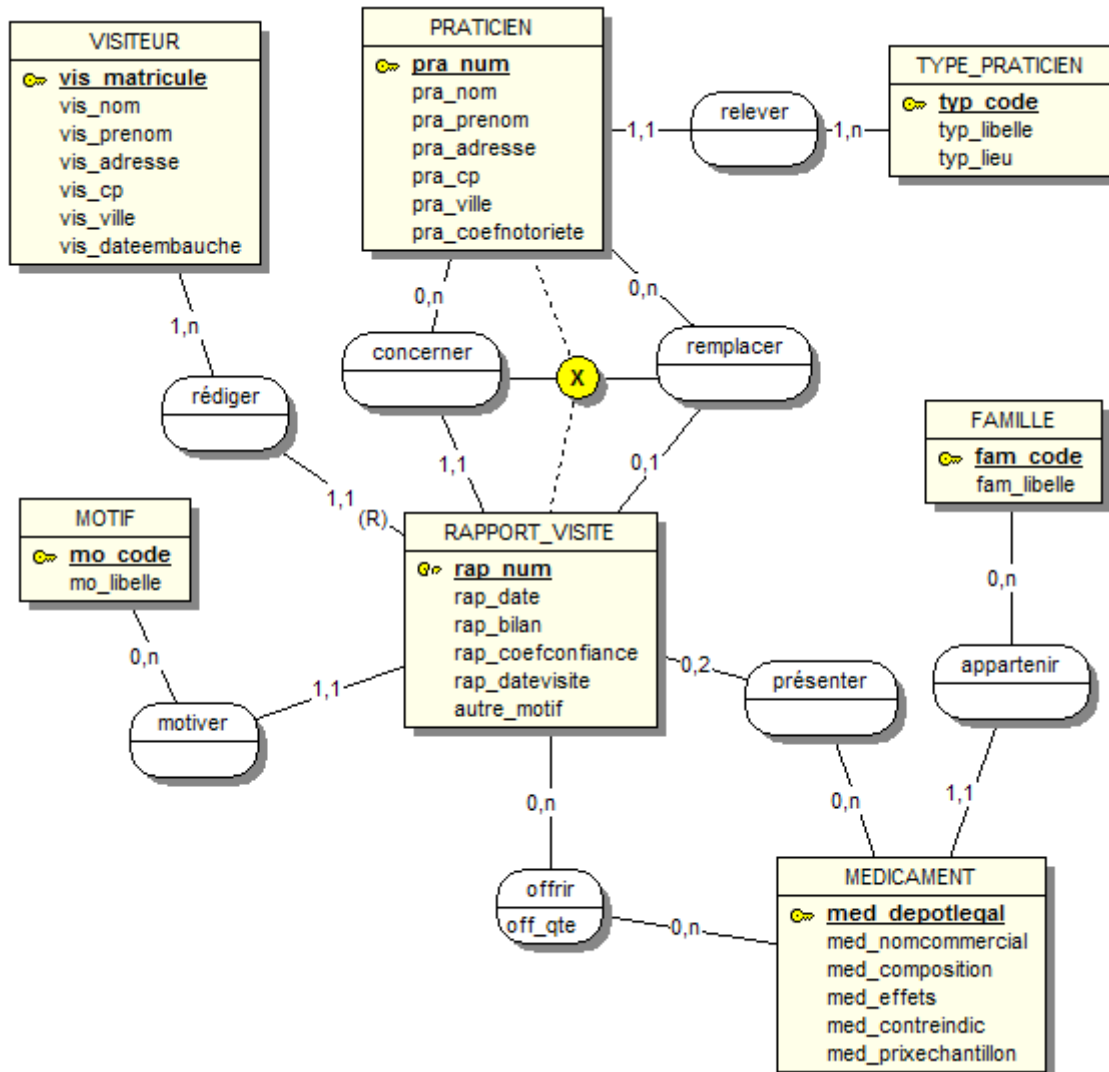 VISITEUR
vis_matricule
vis_nom
vis_prenom
vis_adresse
vis_cp
vis_ville
vis_dateembauche
PRATICIEN
pra_num
pra_nom
pra_prenom
pra_adresse
pra_cp
pra_ville
pra_coefnotoriete
TYPE_PRATICIEN
typ_code
typ_libelle
typ_lieu
1,1
relever
1,n
0,n
0,n
1,n
concerner
X
remplacer
rédiger
1,1
0,1
1,1
(R)
FAMILLE
fam_code
fam_libelle
MOTIF
mo_code
mo_libelle
RAPPORT_VISITE
rap_num
rap_date
rap_bilan
rap_coefconfiance
rap_datevisite
autre_motif
0,n
0,n
1,1
0,2
présenter
appartenir
motiver
0,n
0,n
1,1
offrir
off_qte
0,n
MEDICAMENT
med_depotlegal
med_nomcommercial
med_composition
med_effets
med_contreindic
med_prixechantillon